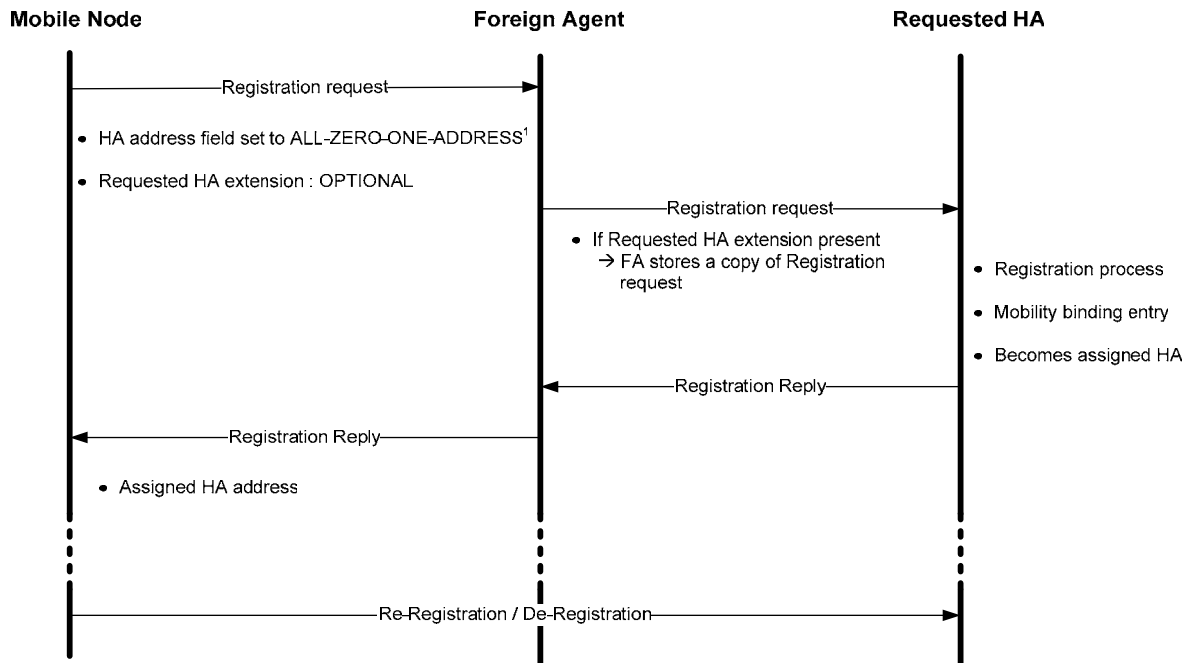 Mobile Node
Foreign Agent
Requested HA
Registration request
• HA address field set to ALL-ZERO-ONE-ADDRESS¹
• Requested HA extension : OPTIONAL
Registration request
• If Requested HA extension present
→ FA stores a copy of Registration
request
• Registration process
• Mobility binding entry
• Becomes assigned HA
Registration Reply
Registration Reply
• Assigned HA address
Re-Registration / De-Registration